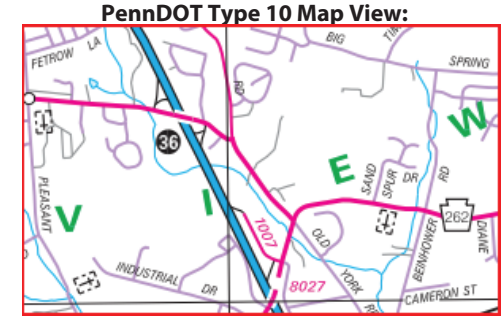 PennDOT Type 10 Map View:
FETROW LA
BIG
SPRING
RD
36
W
E
SAND
SPUR DR
PLEASANT
V
I
1007
OLD
YORK
RD
BEINHOWER
262
DIANE
INDUSTRIAL
DR
8027
CAMERON ST